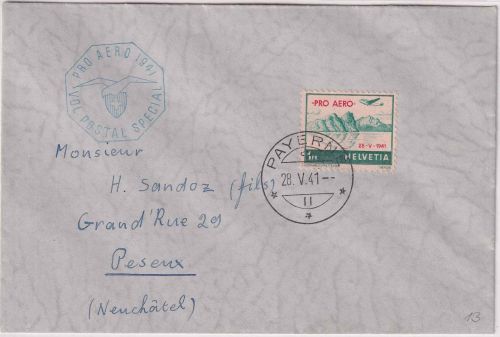 PRO AERO 1941
VOL POSTAL SPECIAL
PRO AERO
28·V·1941
HELVETIA
PAYERNE
28.V.41--
II
Monsieur
H. Sandoz (fils)
Grand'Rue 29
Peseux
(Neuchâtel)
13